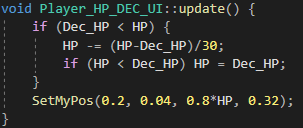 void Player_HP_DEC_UI::update() {
    if (Dec_HP < HP) {
        HP -= (HP-Dec_HP)/30;
        if (HP < Dec_HP) HP = Dec_HP;
    }
    SetMyPos(0.2, 0.04, 0.8*HP, 0.32);
}